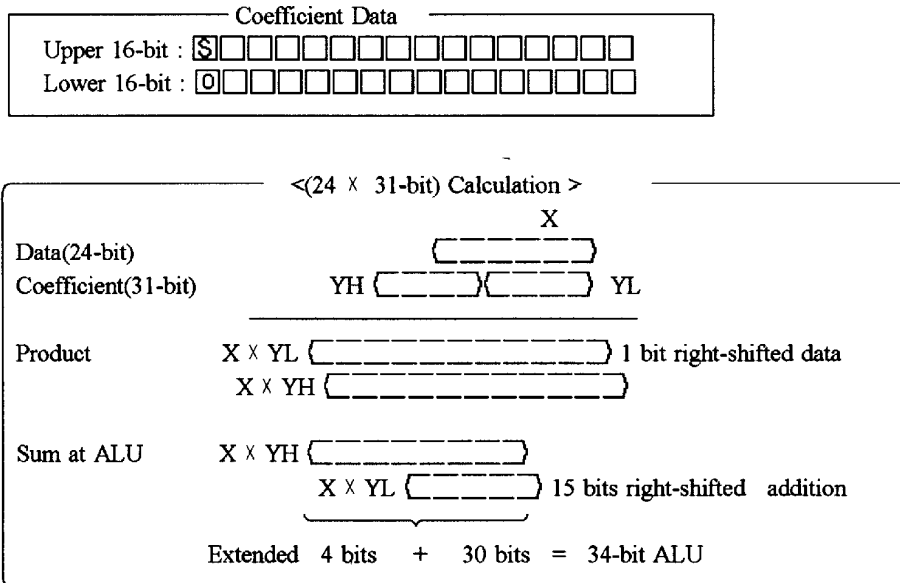 Coefficient Data
Upper 16-bit : S
Lower 16-bit : 0
<(24 × 31-bit) Calculation >
X
Data(24-bit)
Coefficient(31-bit) YH YL
Product X × YL 1 bit right-shifted data
X × YH
Sum at ALU X × YH
X × YL 15 bits right-shifted addition
Extended 4 bits + 30 bits = 34-bit ALU